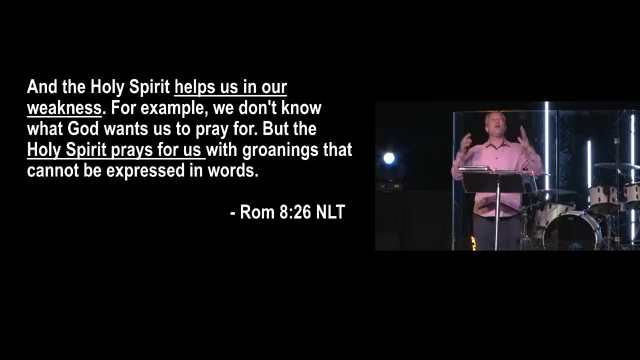 And the Holy Spirit helps us in our
weakness. For example, we don't know
what God wants us to pray for. But the
Holy Spirit prays for us with groanings that
cannot be expressed in words.
- Rom 8:26 NLT